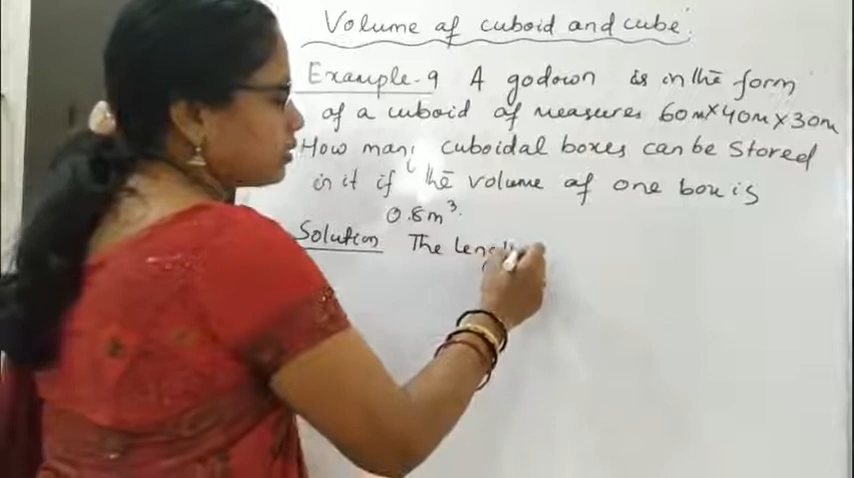 Volume of cuboid and cube
Example-9 A godown is in the form
of a cuboid of measures 60m×40m×30m
How many cuboidal boxes can be stored
in it if the volume of one box is
0.8m³.
Solution The Length